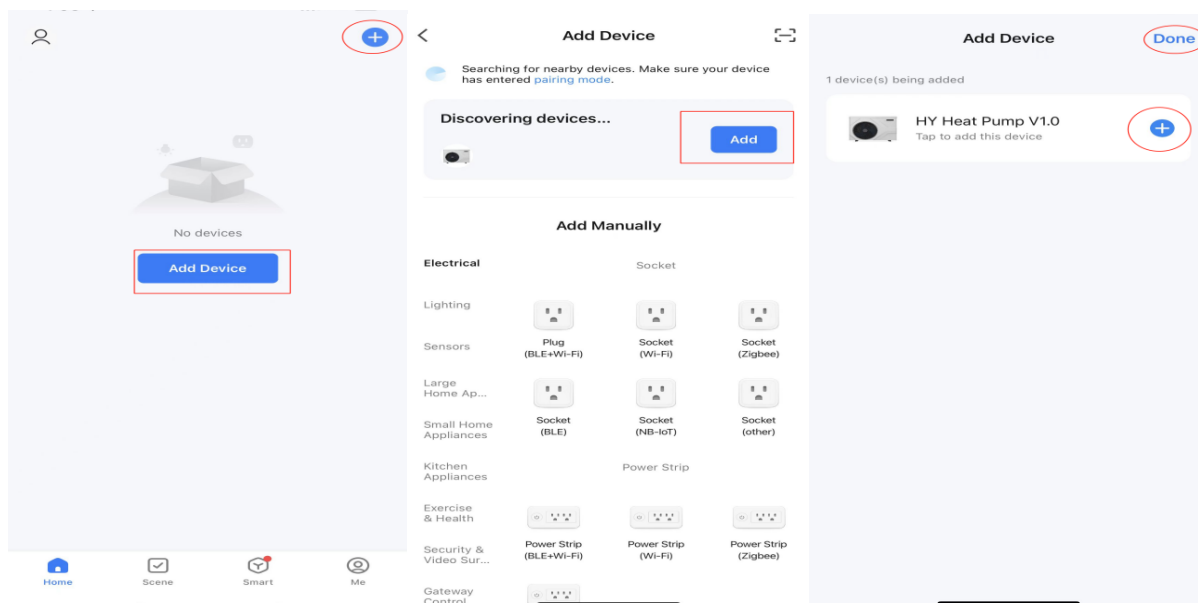 No devices
Add Device
Home
Scene
Smart
Me
Add Device
Searching for nearby devices. Make sure your device
has entered pairing mode.
Discovering devices...
Add
Add Manually
Electrical
Socket
Lighting
Plug
(BLE+Wi-Fi)
Socket
(Wi-Fi)
Socket
(Zigbee)
Sensors
Large
Home Ap...
Socket
(BLE)
Socket
(NB-IoT)
Socket
(other)
Small Home
Appliances
Kitchen
Appliances
Power Strip
Exercise
& Health
Power Strip
(BLE+Wi-Fi)
Power Strip
(Wi-Fi)
Power Strip
(Zigbee)
Security &
Video Sur...
Gateway
Control
Add Device
Done
1 device(s) being added
HY Heat Pump V1.0
Tap to add this device